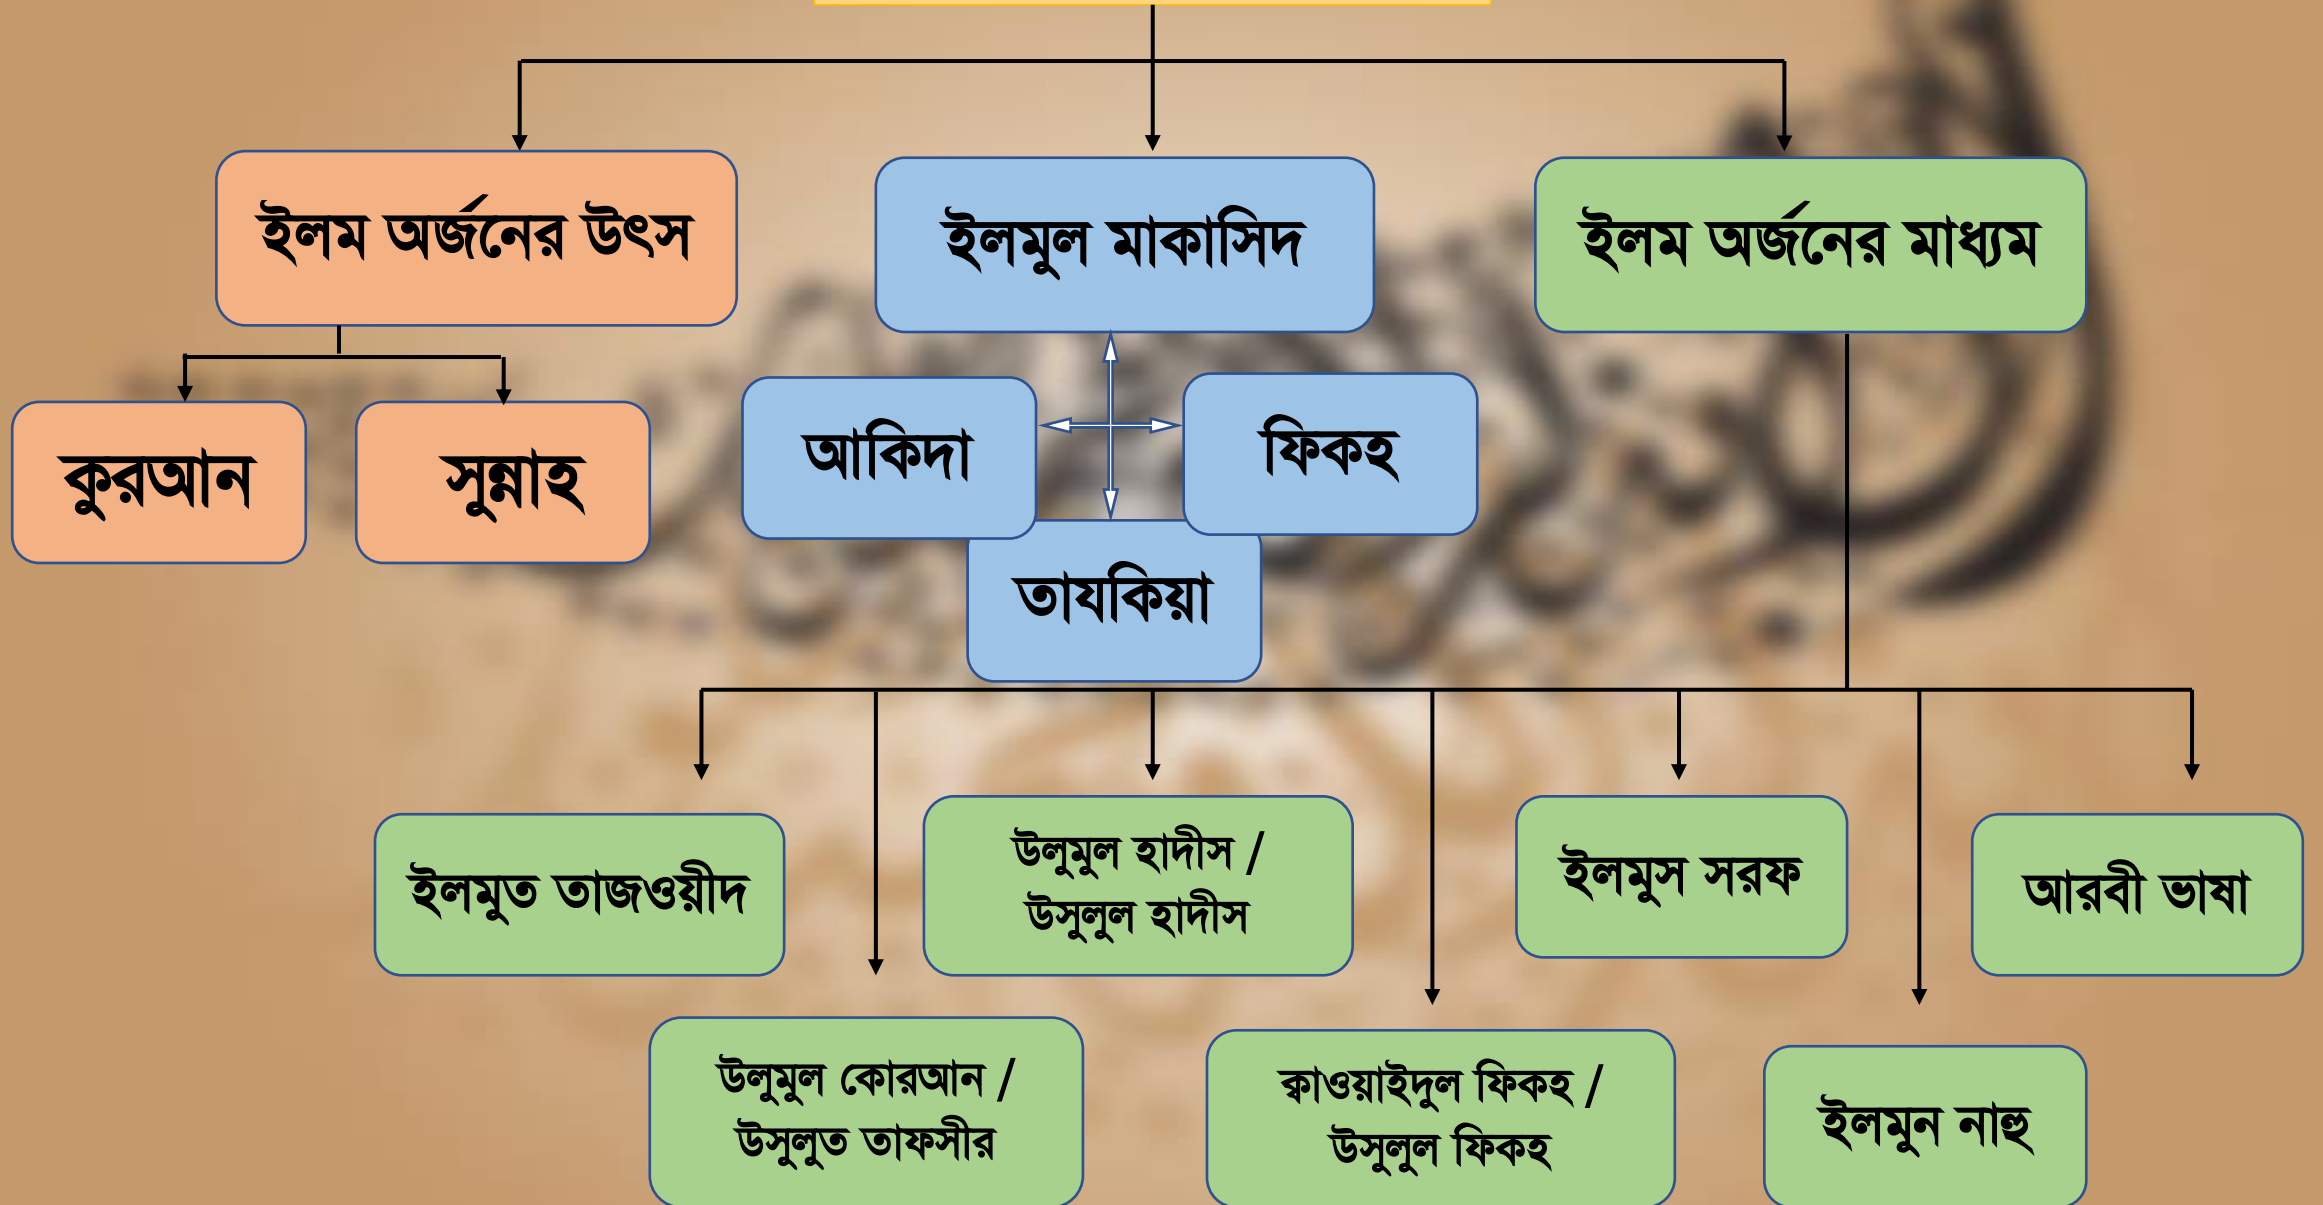 ইলম অর্জনের উৎস
ইলমুল মাকাসিদ
ইলম অর্জনের মাধ্যম
কুরআন
সুন্নাহ
আকিদা
ফিকহ
তাযকিয়া
ইলমুত তাজওয়ীদ
উলুমুল হাদীস /
উসুলুল হাদীস
ইলমুস সরফ
আরবী ভাষা
উলুমুল কোরআন /
উসুলুত তাফসীর
ক্বাওয়াইদুল ফিকহ /
উসুলুল ফিকহ
ইলমুন নাহু